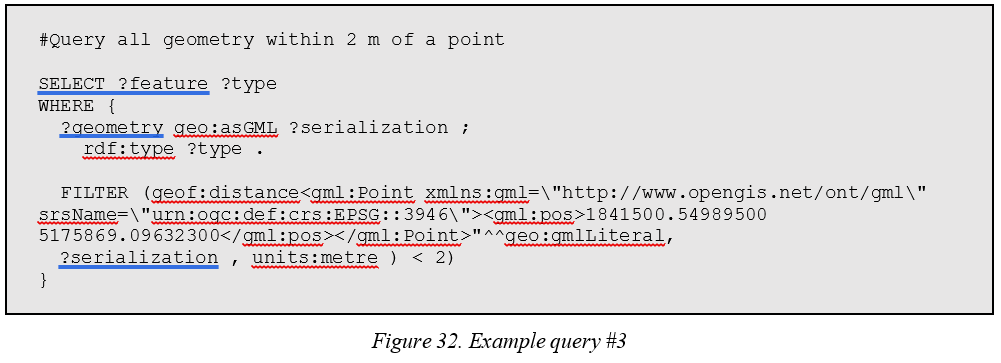 #Query all geometry within 2 m of a point
SELECT ?feature ?type
WHERE {
?geometry geo:asGML ?serialization ;
rdf:type ?type .
FILTER (geof:distance<gml:Point xmlns:gml=\"http://www.opengis.net/ont/gml\"
srsName=\"urn:ogc:def:crs:EPSG::3946\"><gml:pos>1841500.54989500
5175869.09632300</gml:pos></gml:Point>"^^geo:gmlLiteral,
?serialization , units:metre ) < 2)
}
Figure 32. Example query #3